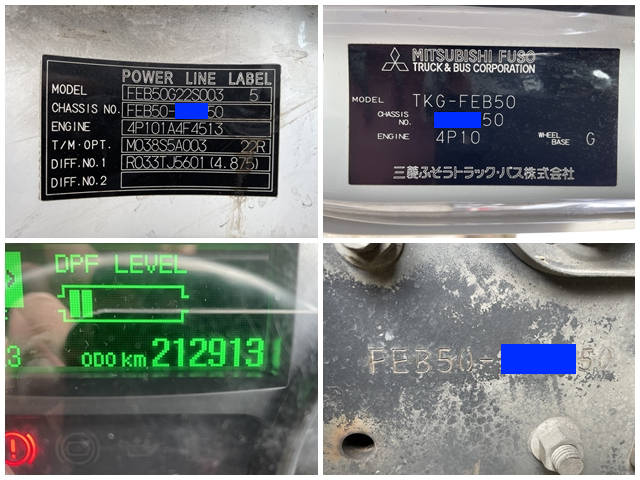 POWER LINE LABEL
MODEL FEB50G22S003 5
CHASSIS NO. FEB50- 50
ENGINE 4P101A4F4513
T/M·OPT. M038S5A003 22R
DIFF.NO.1 R033TJ5601 (4.875)
DIFF.NO.2
MITSUBISHI FUSO
TRUCK & BUS CORPORATION
MODEL TKG-FEB50
CHASSIS NO. 50
ENGINE 4P10 WHEEL BASE G
三菱ふそうトラック・バス株式会社
DPF LEVEL
3 ODO km 212913
FEB50- 50